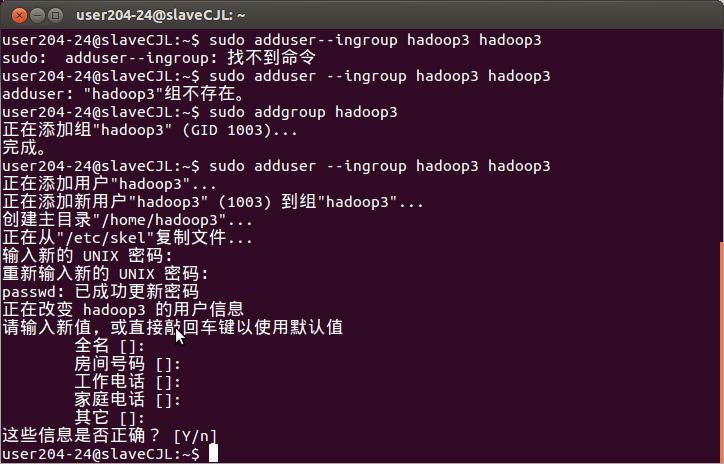 user204-24@slaveCJL: ~
user204-24@slaveCJL:~$ sudo adduser--ingroup hadoop3 hadoop3
sudo： adduser--ingroup：找不到命令
user204-24@slaveCJL:~$ sudo adduser --ingroup hadoop3 hadoop3
adduser："hadoop3"组不存在。
user204-24@slaveCJL:~$ sudo addgroup hadoop3
正在添加组"hadoop3" (GID 1003)...
完成。
user204-24@slaveCJL:~$ sudo adduser --ingroup hadoop3 hadoop3
正在添加用户"hadoop3"...
正在添加新用户"hadoop3" (1003) 到组"hadoop3"...
创建主目录"/home/hadoop3"...
正在从"/etc/skel"复制文件...
输入新的 UNIX 密码：
重新输入新的 UNIX 密码：
passwd：已成功更新密码
正在改变 hadoop3 的用户信息
请输入新值，或直接敲回车键以使用默认值
全名 []:
房间号码 []:
工作电话 []:
家庭电话 []:
其它 []:
这些信息是否正确？ [Y/n]
user204-24@slaveCJL:~$